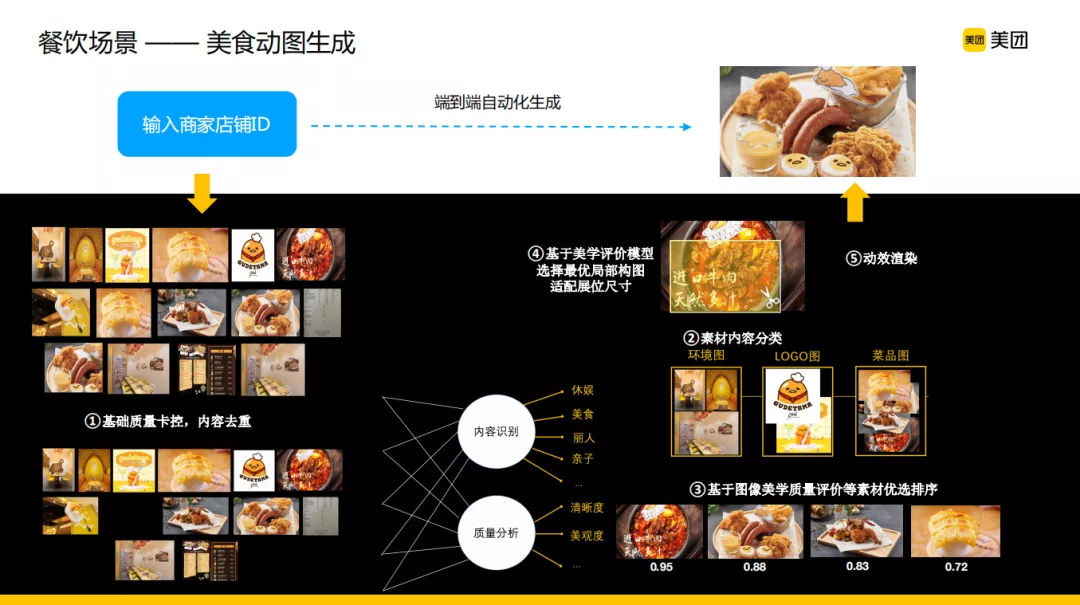 餐饮场景 —— 美食动图生成
美团 美团
输入商家店铺ID
端到端自动化生成
GUDETAMA
chef
④基于美学评价模型
选择最优局部构图
适配展位尺寸
进口牛肉
天然多汁
⑤动效渲染
②素材内容分类
环境图
LOGO图
菜品图
GUDETAMA
chef
①基础质量卡控，内容去重
内容识别
休娱
美食
丽人
亲子
...
质量分析
清晰度
美观度
...
GUDETAMA
chef
③基于图像美学质量评价等素材优选排序
0.95
0.88
0.83
0.72